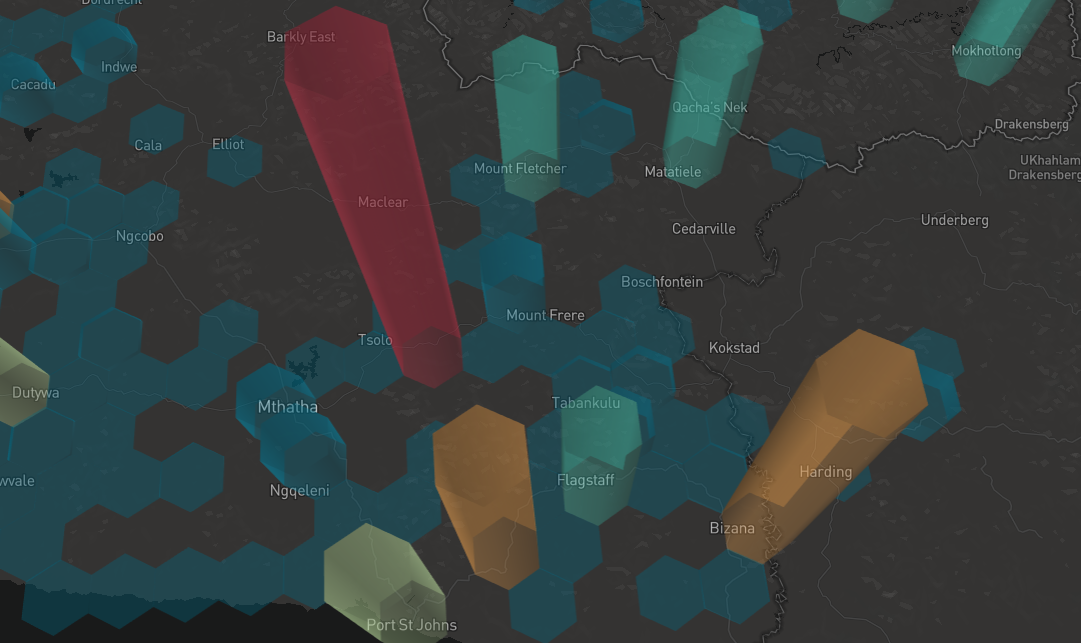 Dordrecht
Barkly East
Mokhotlong
Indwe
Cacadu
Qacha's Nek
Drakensberg
Cala
Elliot
UKhahlam
Drakensberg
Mount Fletcher
Matatiele
Maclear
Underberg
Cedarville
Ngcobo
Boschfontein
Mount Frere
Tsolo
Kokstad
Dutywa
Mthatha
Tabankulu
Harding
wvale
Flagstaff
Ngqeleni
Bizana
Port St Johns